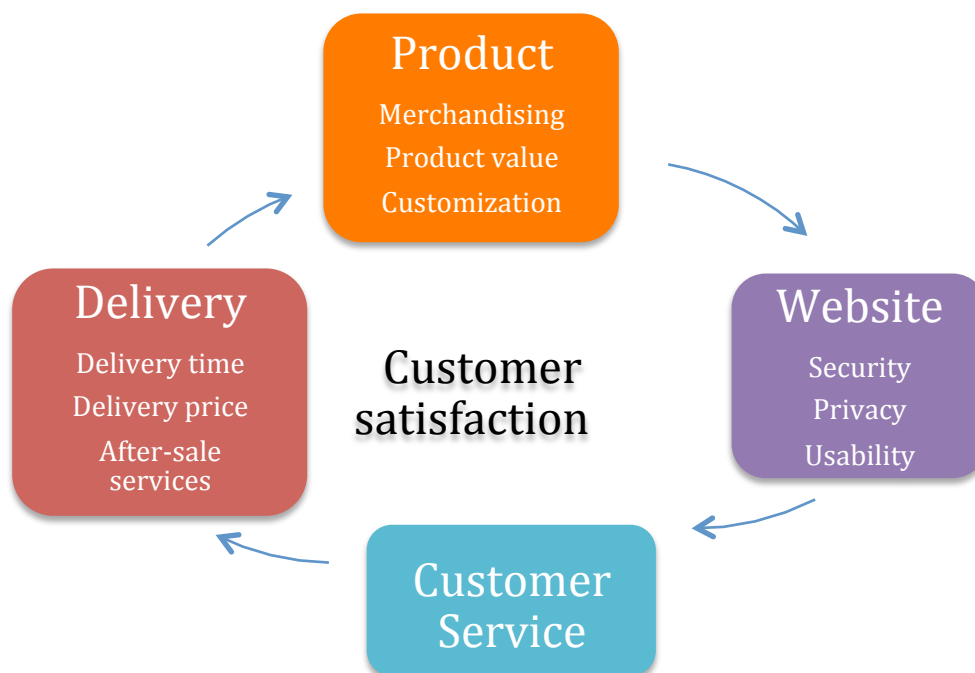 Product
Merchandising
Product value
Customization
Website
Security
Privacy
Usability
Customer
Service
Delivery
Delivery time
Delivery price
After-sale
services
Customer
satisfaction